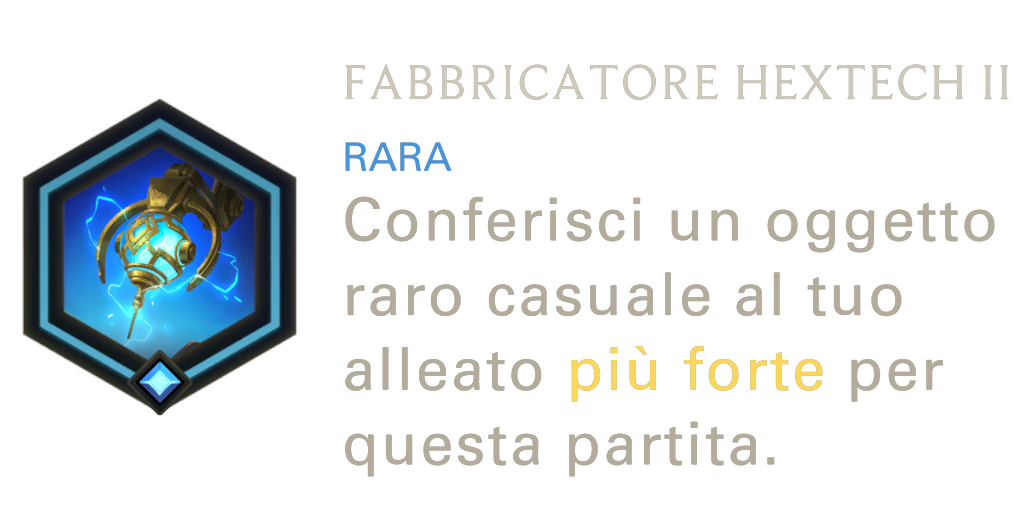 FABBRICATORE HEXTECH II
RARA
Conferisci un oggetto
raro casuale al tuo
alleato più forte per
questa partita.